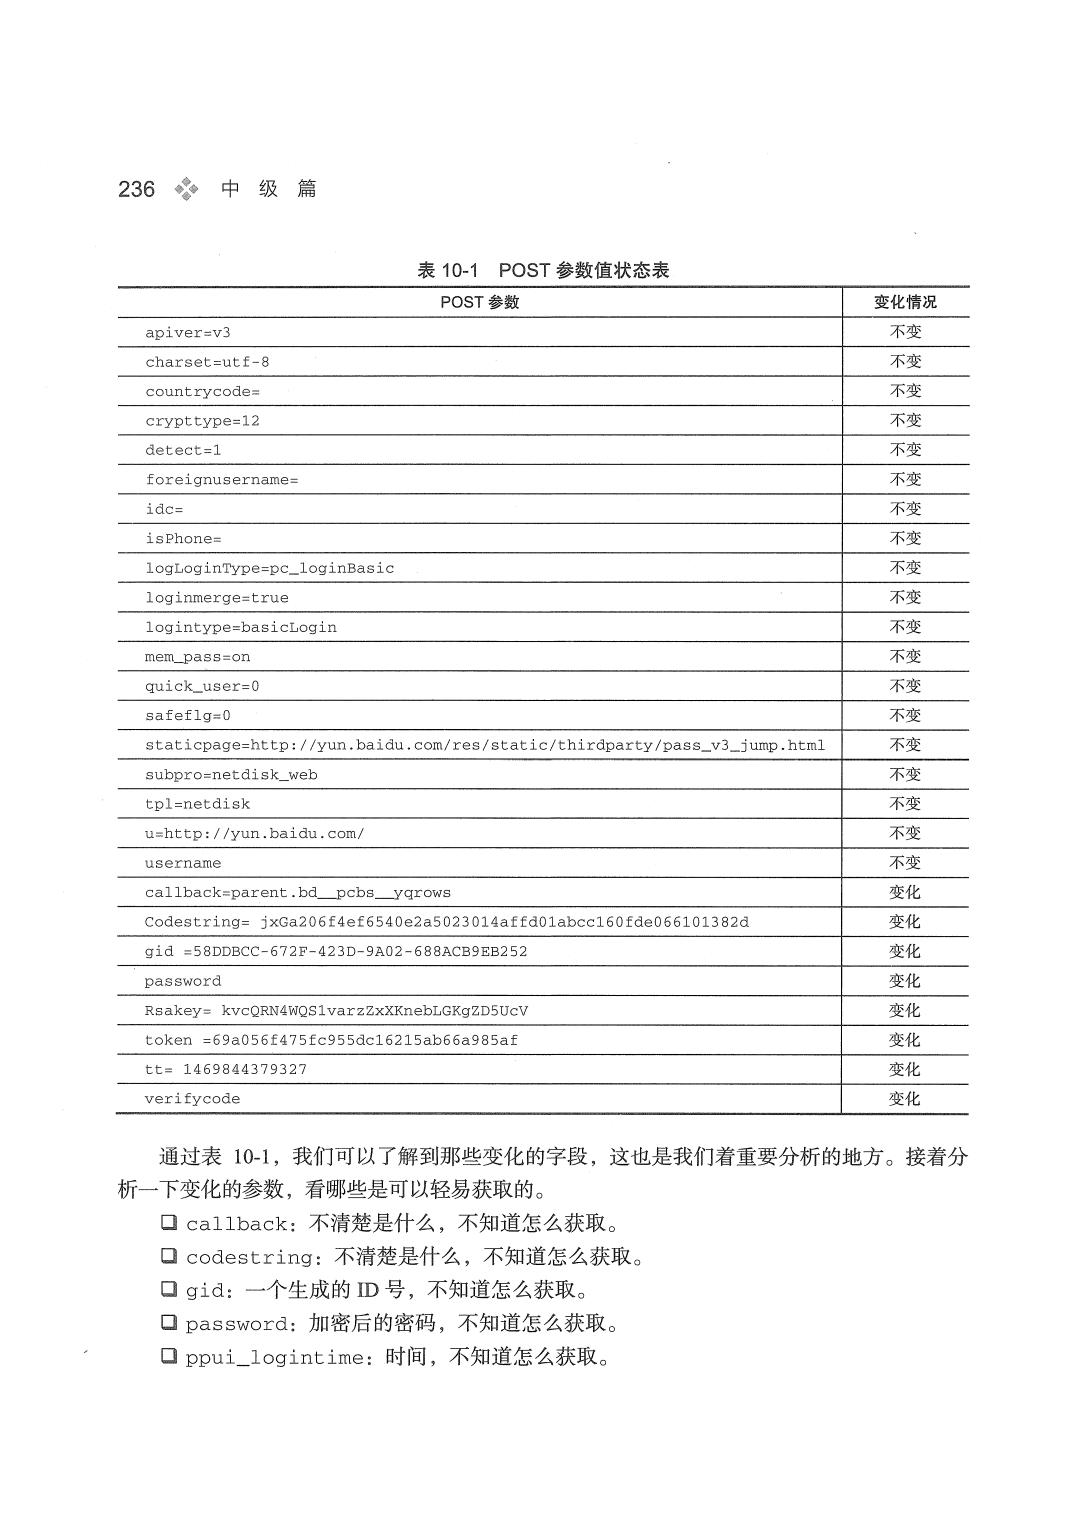 236 中 级 篇
表 10-1 POST 参数值状态表
POST 参数 变化情况
apiver=v3 不变
charset=utf-8 不变
countrycode= 不变
crypttype=12 不变
detect=1 不变
foreignusername= 不变
idc= 不变
isPhone= 不变
logLoginType=pc_loginBasic 不变
loginmerge=true 不变
logintype=basicLogin 不变
mem_pass=on 不变
quick_user=0 不变
safeflg=0 不变
staticpage=http://yun.baidu.com/res/static/thirdparty/pass_v3_jump.html 不变
subpro=netdisk_web 不变
tpl=netdisk 不变
u=http://yun.baidu.com/ 不变
username 不变
callback=parent.bd__pcbs__yqrows 变化
Codestring= jxGa206f4ef6540e2a5023014affd01abcc160fde066101382d 变化
gid =58DDBCC-672F-423D-9A02-688ACB9EB252 变化
password 变化
Rsakey= kvcQRN4WQS1varzZxXKnebLGKgZD5UcV 变化
token =69a056f475fc955dc16215ab66a985af 变化
tt= 1469844379327 变化
verifycode 变化
通过表 10-1，我们可以了解到那些变化的字段，这也是我们着重要分析的地方。接着分
析一下变化的参数，看哪些是可以轻易获取的。
❑ callback：不清楚是什么，不知道怎么获取。
❑ codestring：不清楚是什么，不知道怎么获取。
❑ gid：一个生成的 ID 号，不知道怎么获取。
❑ password：加密后的密码，不知道怎么获取。
❑ ppui_logintime：时间，不知道怎么获取。